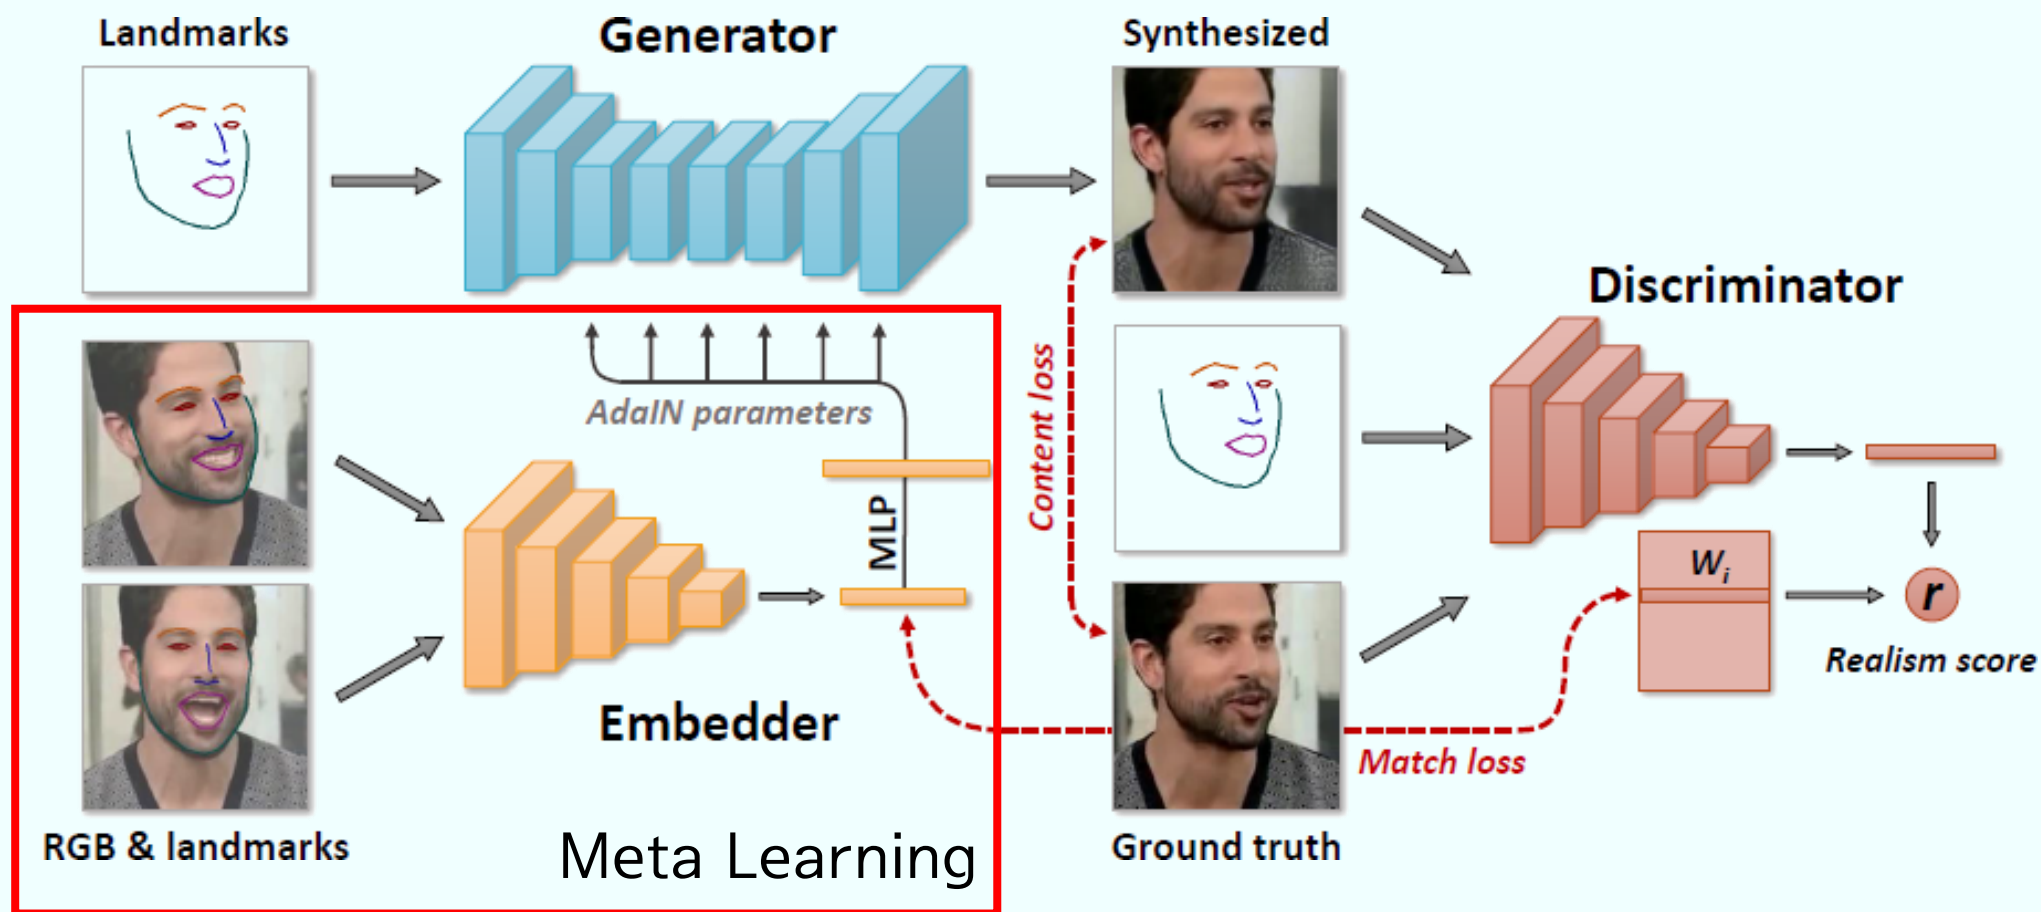 Landmarks
Generator
Synthesized
Discriminator
AdaIN parameters
Content loss
MLP
W_i
r
Realism score
Embedder
Match loss
RGB & landmarks
Meta Learning
Ground truth